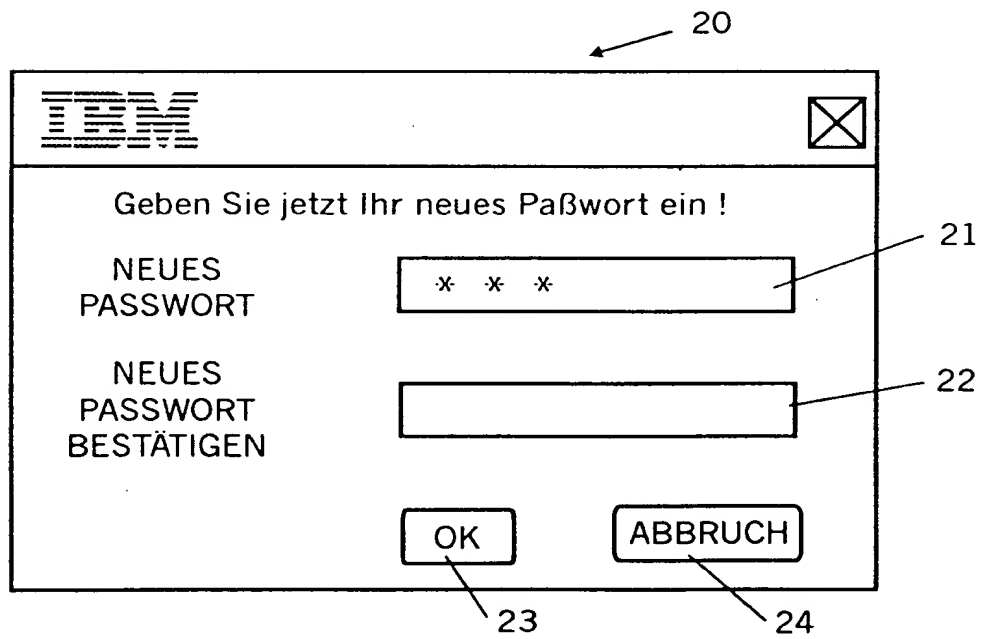 20
IBM
Geben Sie jetzt Ihr neues Paßwort ein !
21
NEUES
PASSWORT
* * *
22
NEUES
PASSWORT
BESTÄTIGEN
OK
ABBRUCH
23
24